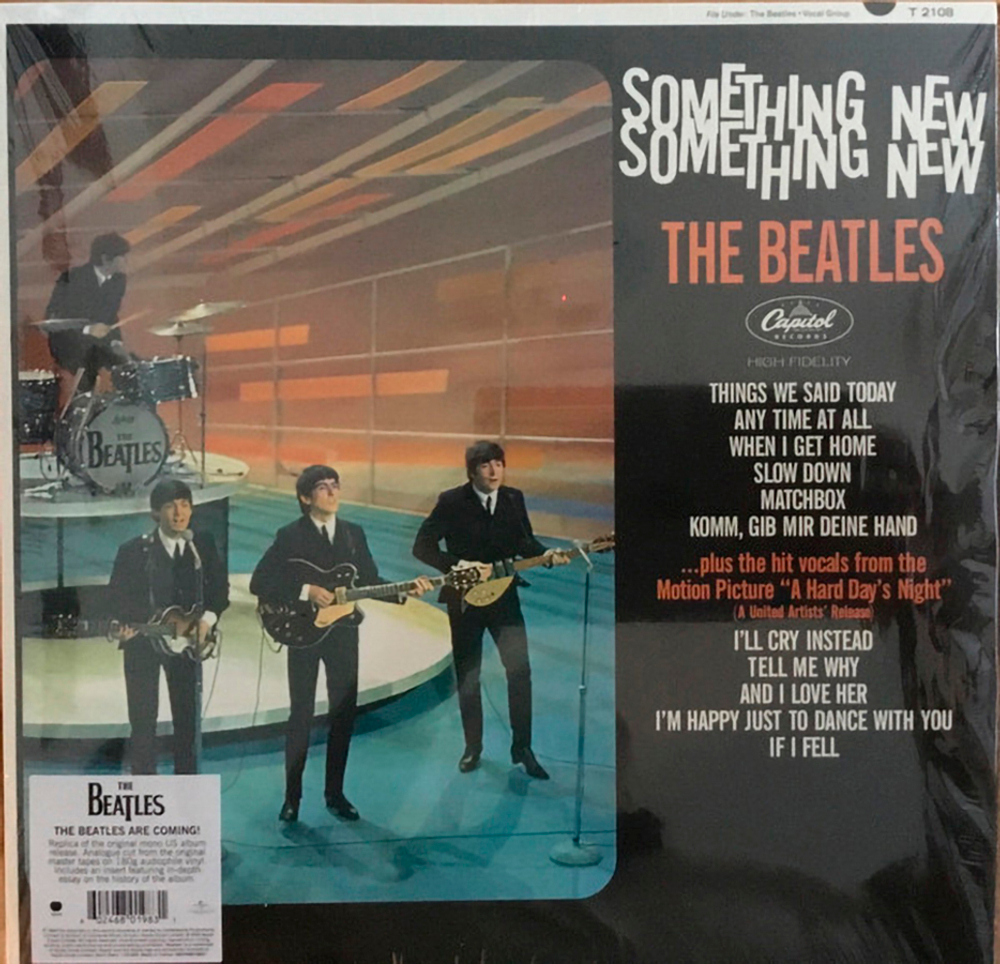 File Under: The Beatles • Vocal Group
T 2108
SOMETHING NEW
SOMETHING NEW
THE BEATLES
Capitol
RECORDS
HIGH FIDELITY
THINGS WE SAID TODAY
ANY TIME AT ALL
WHEN I GET HOME
SLOW DOWN
MATCHBOX
KOMM, GIB MIR DEINE HAND
...plus the hit vocals from the
Motion Picture “A Hard Day's Night”
(A United Artists' Release)
I'LL CRY INSTEAD
TELL ME WHY
AND I LOVE HER
I'M HAPPY JUST TO DANCE WITH YOU
IF I FELL
Ludwig
THE
BEATLES
THE
BEATLES
THE BEATLES ARE COMING!
Replica of the original mono US album
release. Analogue cut from the original
master tapes on 180g audiophile vinyl.
Includes an insert featuring in-depth
essay on the history of the album.
02468 01983